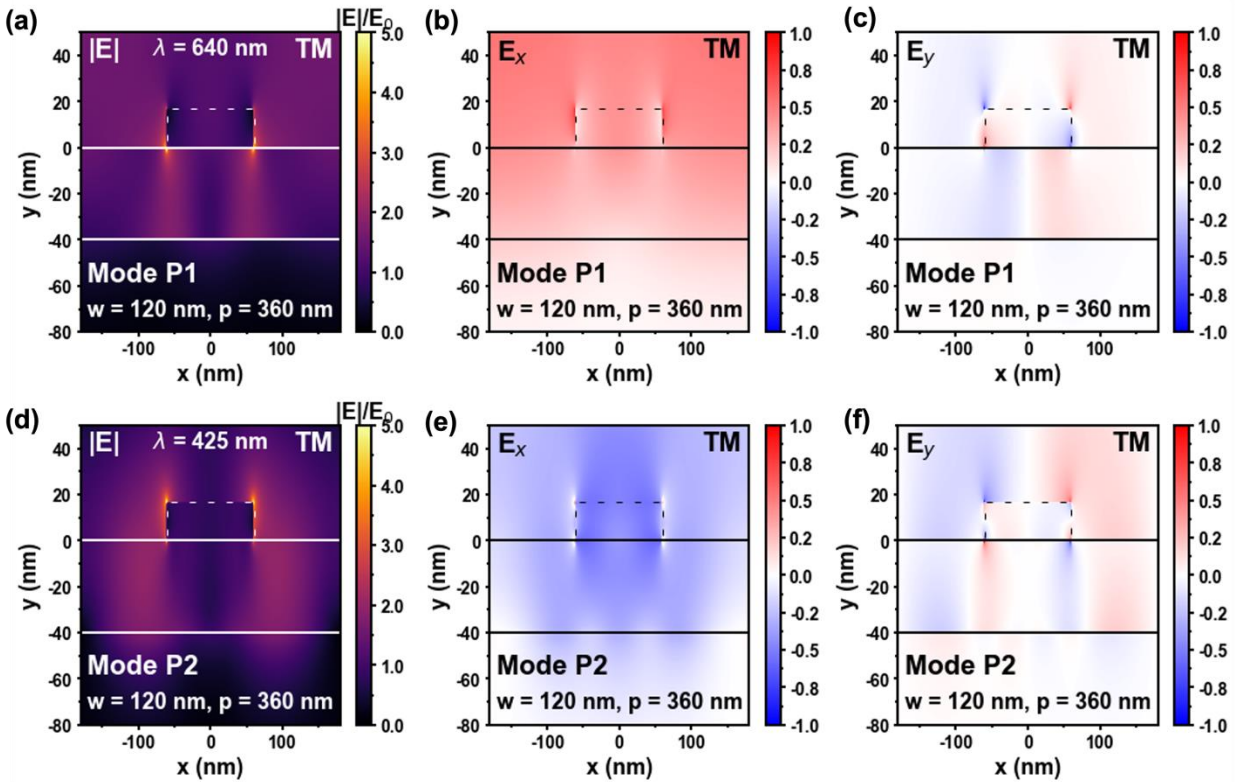 (a)
|E|/E₀
|E| λ = 640 nm TM
5.0
4.0
3.0
2.0
1.0
0.0
40
20
0
-20
-40
-60
-80
y (nm)
Mode P1
w = 120 nm, p = 360 nm
-100 0 100
x (nm)
(b)
Eₓ TM
1.0
0.8
0.5
0.2
0.0
-0.2
-0.5
-0.8
-1.0
40
20
0
-20
-40
-60
-80
y (nm)
Mode P1
w = 120 nm, p = 360 nm
-100 0 100
x (nm)
(c)
Ey TM
1.0
0.8
0.5
0.2
0.0
-0.2
-0.5
-0.8
-1.0
40
20
0
-20
-40
-60
-80
y (nm)
Mode P1
w = 120 nm, p = 360 nm
-100 0 100
x (nm)
(d)
|E|/E₀
|E| λ = 425 nm TM
5.0
4.0
3.0
2.0
1.0
0.0
40
20
0
-20
-40
-60
-80
y (nm)
Mode P2
w = 120 nm, p = 360 nm
-100 0 100
x (nm)
(e)
Eₓ TM
1.0
0.8
0.5
0.2
0.0
-0.2
-0.5
-0.8
-1.0
40
20
0
-20
-40
-60
-80
y (nm)
Mode P2
w = 120 nm, p = 360 nm
-100 0 100
x (nm)
(f)
Ey TM
1.0
0.8
0.5
0.2
0.0
-0.2
-0.5
-0.8
-1.0
40
20
0
-20
-40
-60
-80
y (nm)
Mode P2
w = 120 nm, p = 360 nm
-100 0 100
x (nm)